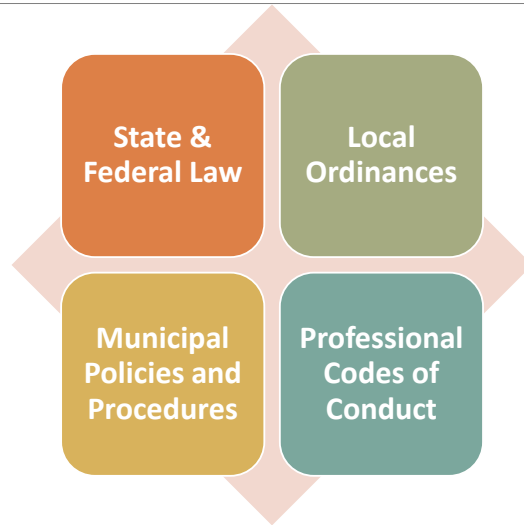 State &
Federal Law
Local
Ordinances
Municipal
Policies and
Procedures
Professional
Codes of
Conduct